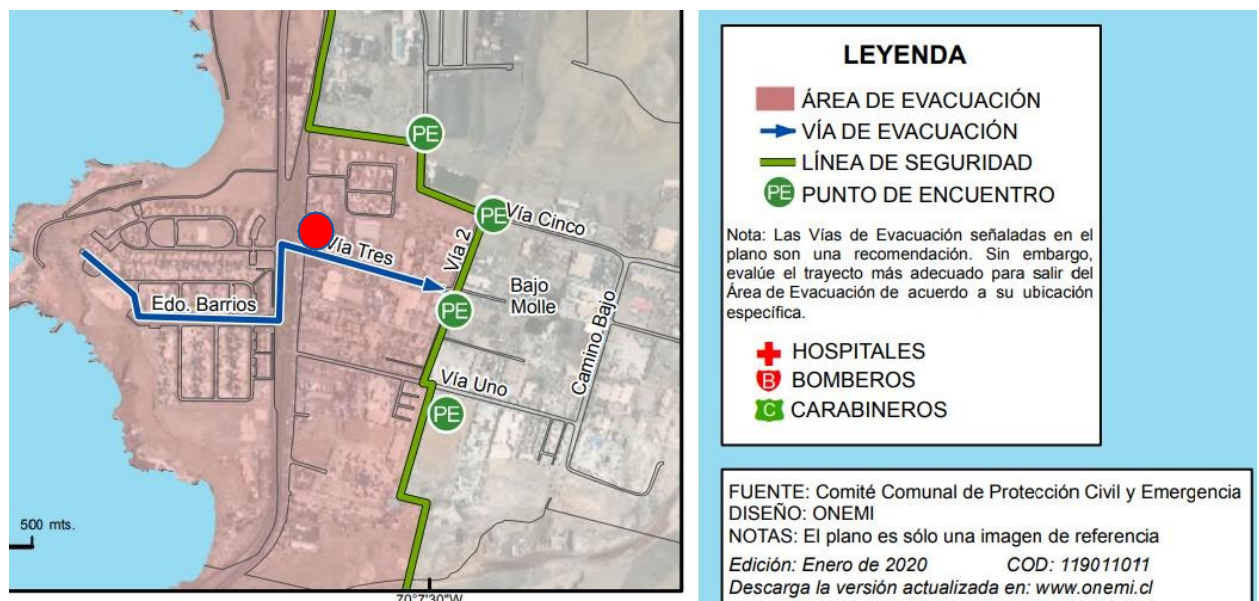 PE
PE
Vía Cinco
Vía 2
Vía Tres
Bajo
Molle
Edo. Barrios
PE
Camino Bajo
Vía Uno
PE
500 mts.
70°7'30"W
LEYENDA
ÁREA DE EVACUACIÓN
VÍA DE EVACUACIÓN
LÍNEA DE SEGURIDAD
PE PUNTO DE ENCUENTRO
Nota: Las Vías de Evacuación señaladas en el
plano son una recomendación. Sin embargo,
evalúe el trayecto más adecuado para salir del
Área de Evacuación de acuerdo a su ubicación
específica.
HOSPITALES
B BOMBEROS
C CARABINEROS
FUENTE: Comité Comunal de Protección Civil y Emergencia
DISEÑO: ONEMI
NOTAS: El plano es sólo una imagen de referencia
Edición: Enero de 2020 COD: 119011011
Descarga la versión actualizada en: www.onemi.cl